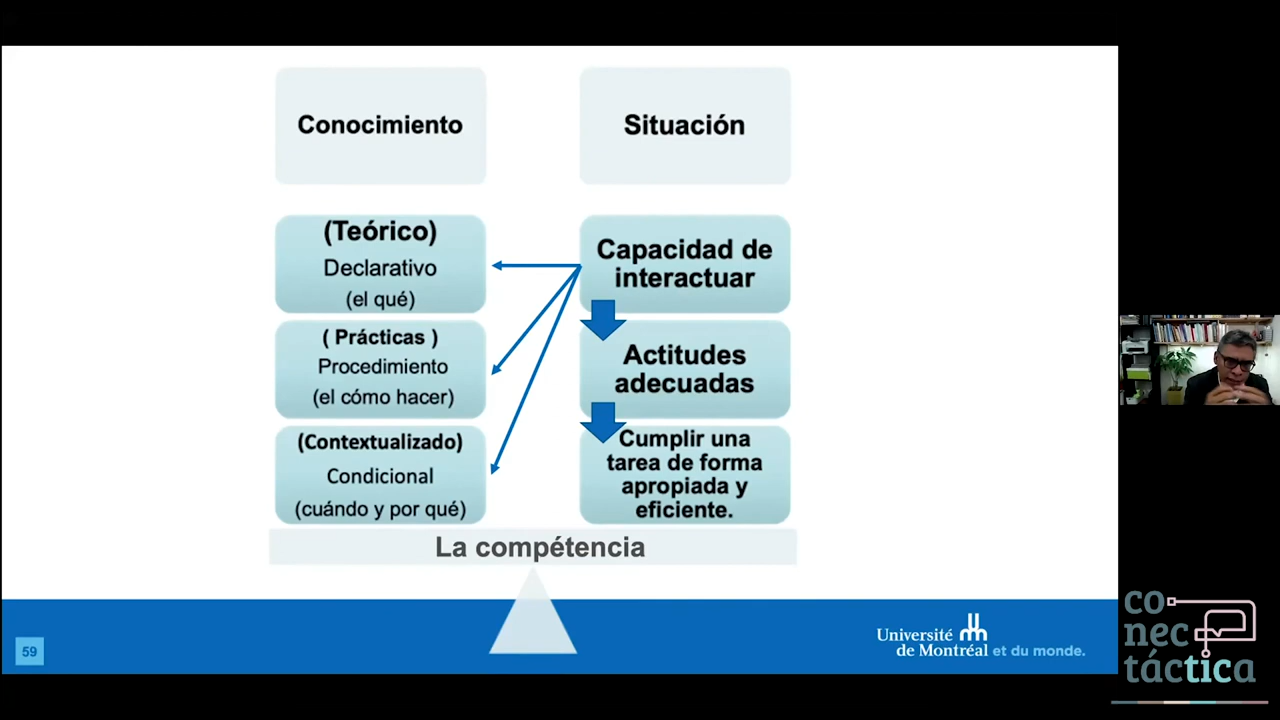 Conocimiento
Situación
(Teórico)
Declarativo
(el qué)
( Prácticas )
Procedimiento
(el cómo hacer)
(Contextualizado)
Condicional
(cuándo y por qué)
Capacidad de
interactuar
Actitudes
adecuadas
Cumplir una
tarea de forma
apropiada y
eficiente.
La compétencia
59
Université
de Montréal et du monde.
co
nec
táctica